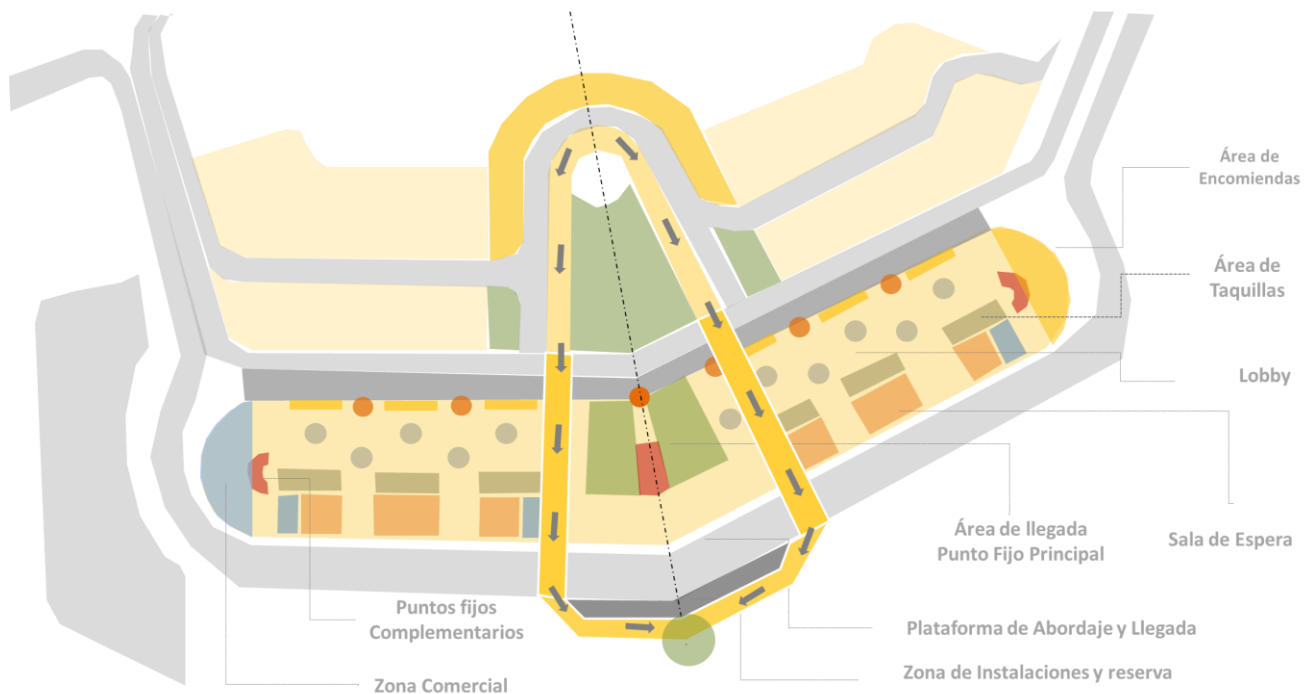 Área de
Encomiendas
Área de
Taquillas
Lobby
Área de llegada
Punto Fijo Principal
Sala de Espera
Puntos fijos
Complementarios
Plataforma de Abordaje y Llegada
Zona de Instalaciones y reserva
Zona Comercial